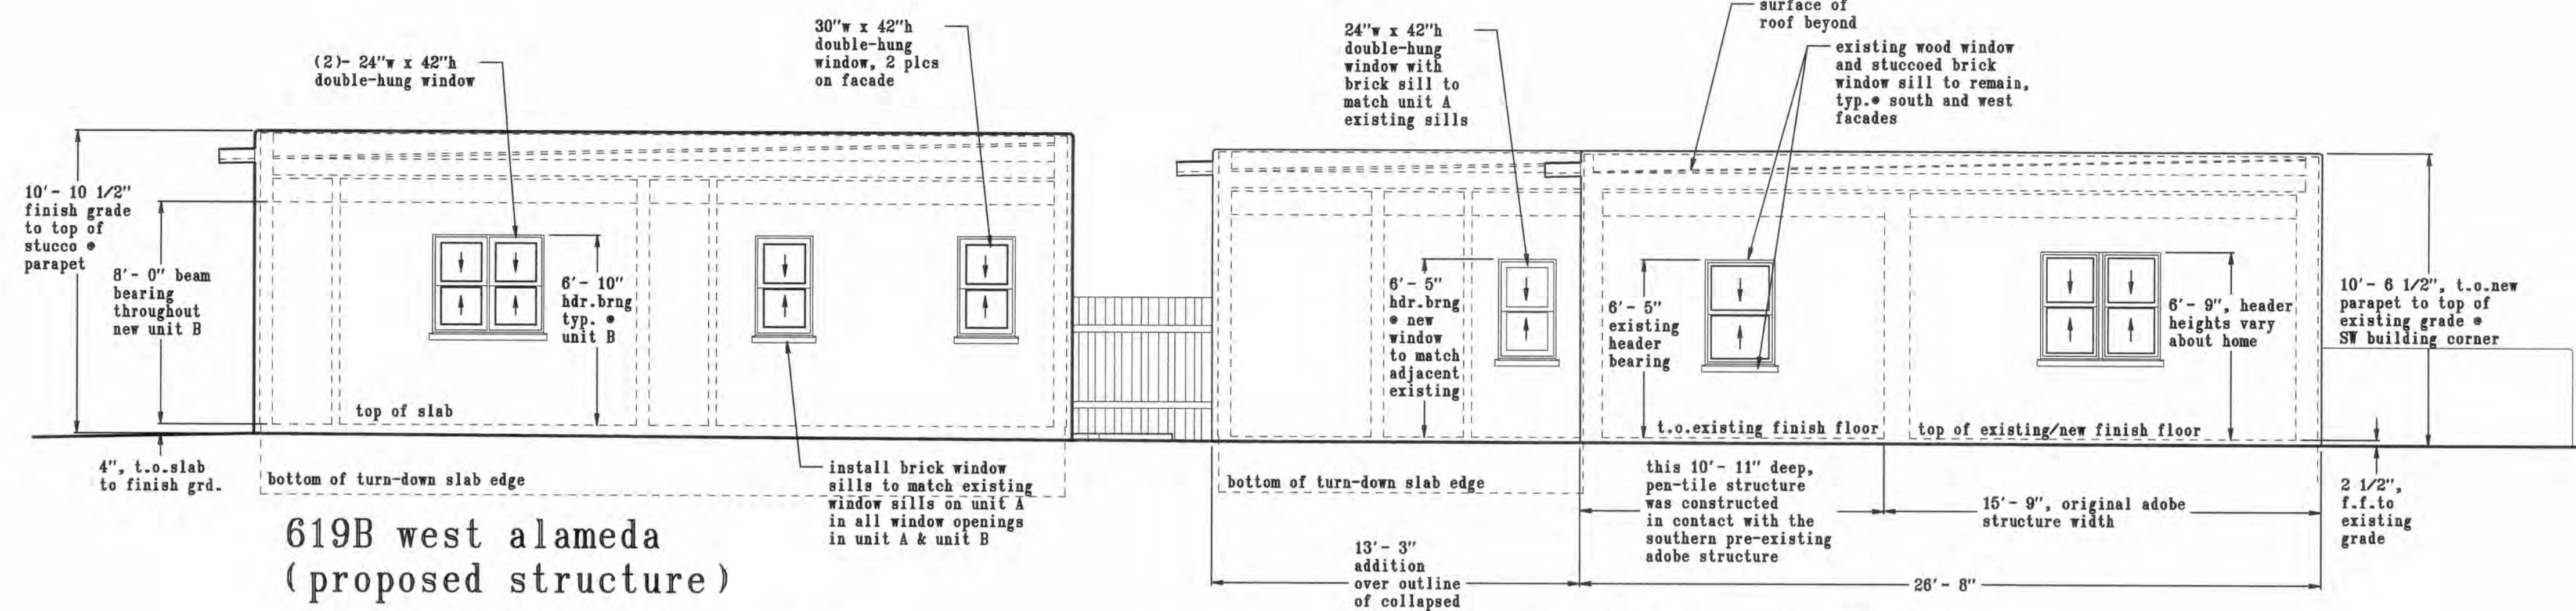 (2)- 24"w x 42"h
double-hung window
30"w x 42"h
double-hung
window, 2 plcs
on facade
24"w x 42"h
double-hung
window with
brick sill to
match unit A
existing sills
surface of
roof beyond
existing wood window
and stuccoed brick
window sill to remain,
typ.@ south and west
facades
10'- 10 1/2"
finish grade
to top of
stucco @
parapet
8'- 0" beam
bearing
throughout
new unit B
6'- 10"
hdr.brng
typ. @
unit B
6'- 5"
hdr.brng
@ new
window
to match
adjacent
existing
6'- 5"
existing
header
bearing
6'- 9", header
heights vary
about home
10'- 6 1/2", t.o.new
parapet to top of
existing grade @
SW building corner
top of slab
t.o.existing finish floor
top of existing/new finish floor
4", t.o.slab
to finish grd.
bottom of turn-down slab edge
install brick window
sills to match existing
window sills on unit A
in all window openings
in unit A & unit B
bottom of turn-down slab edge
this 10'- 11" deep,
pen-tile structure
was constructed
in contact with the
southern pre-existing
adobe structure
15'- 9", original adobe
structure width
2 1/2",
f.f.to
existing
grade
13'- 3"
addition
over outline
of collapsed
26'- 8"
619B west alameda
(proposed structure)